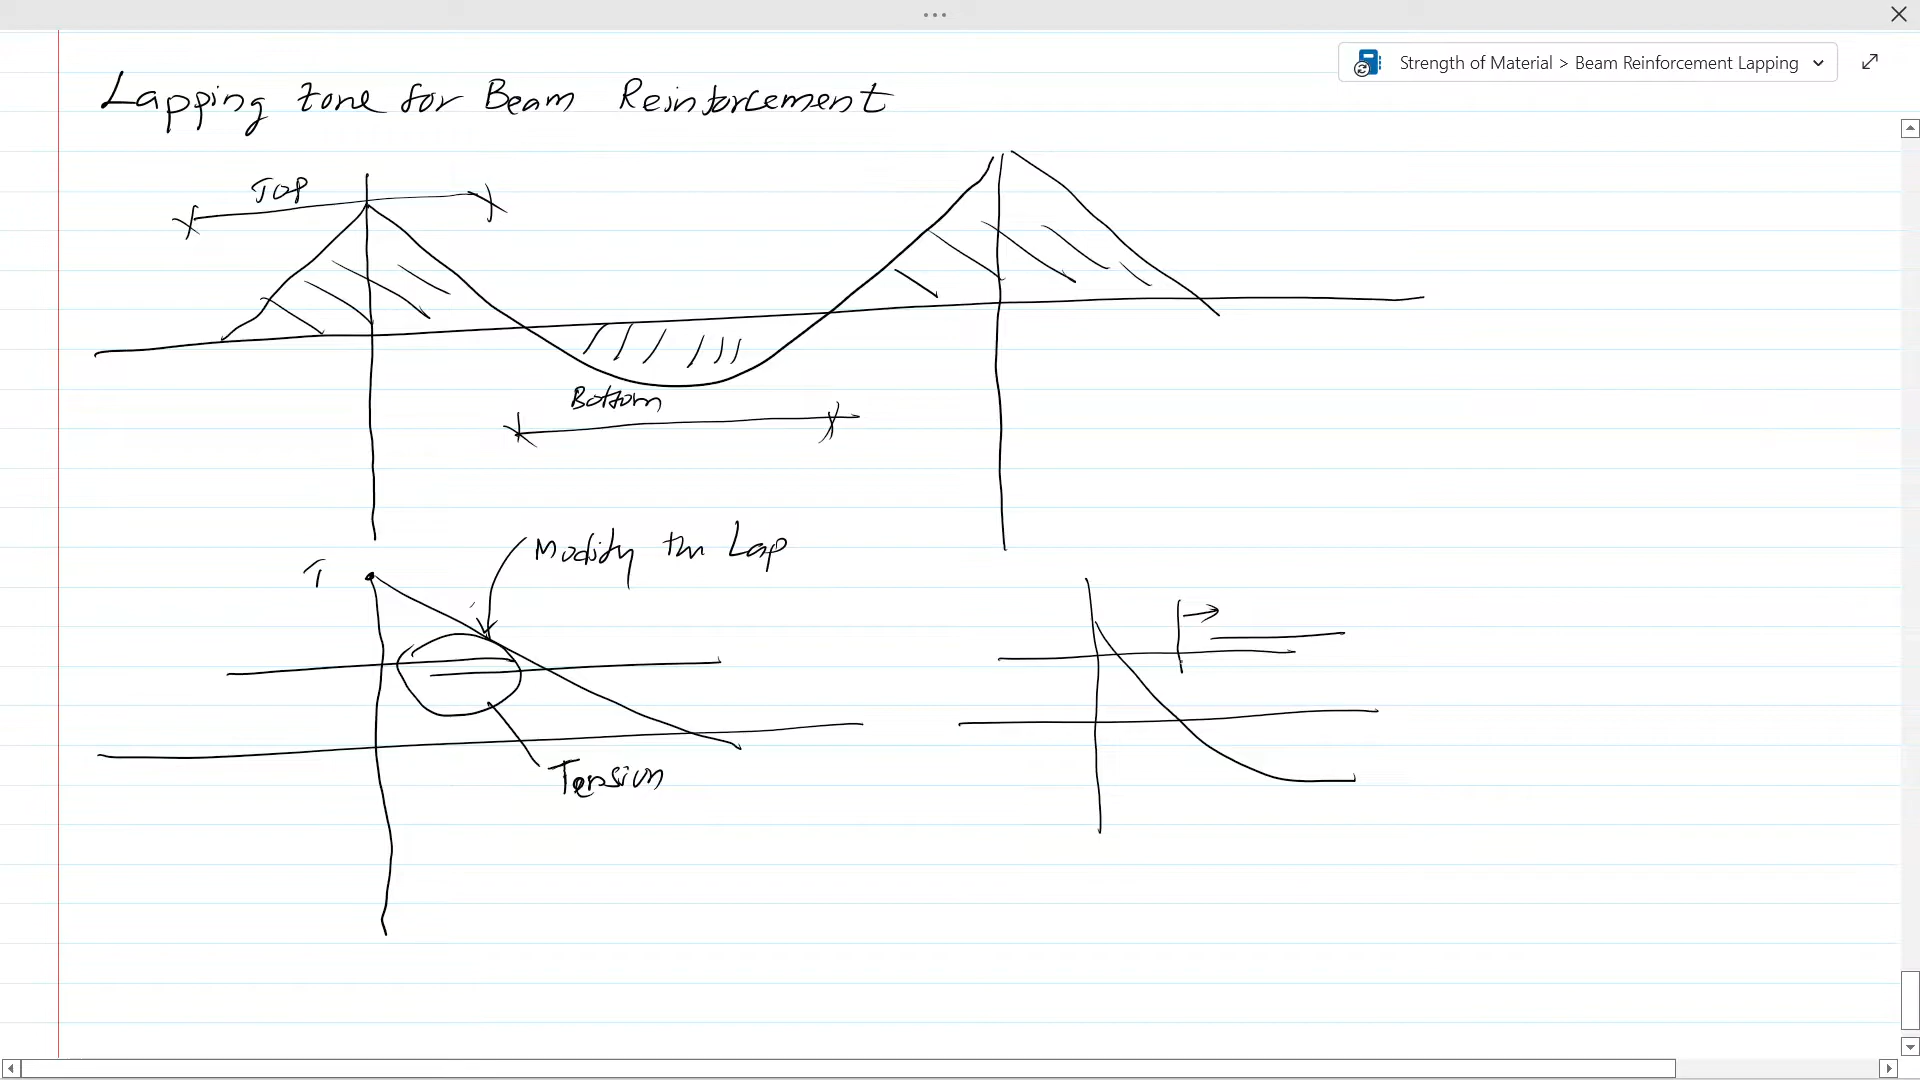 Strength of Material > Beam Reinforcement Lapping
Lapping zone for Beam Reinforcement
TOP
Bottom
T
Modify the Lap
Tension